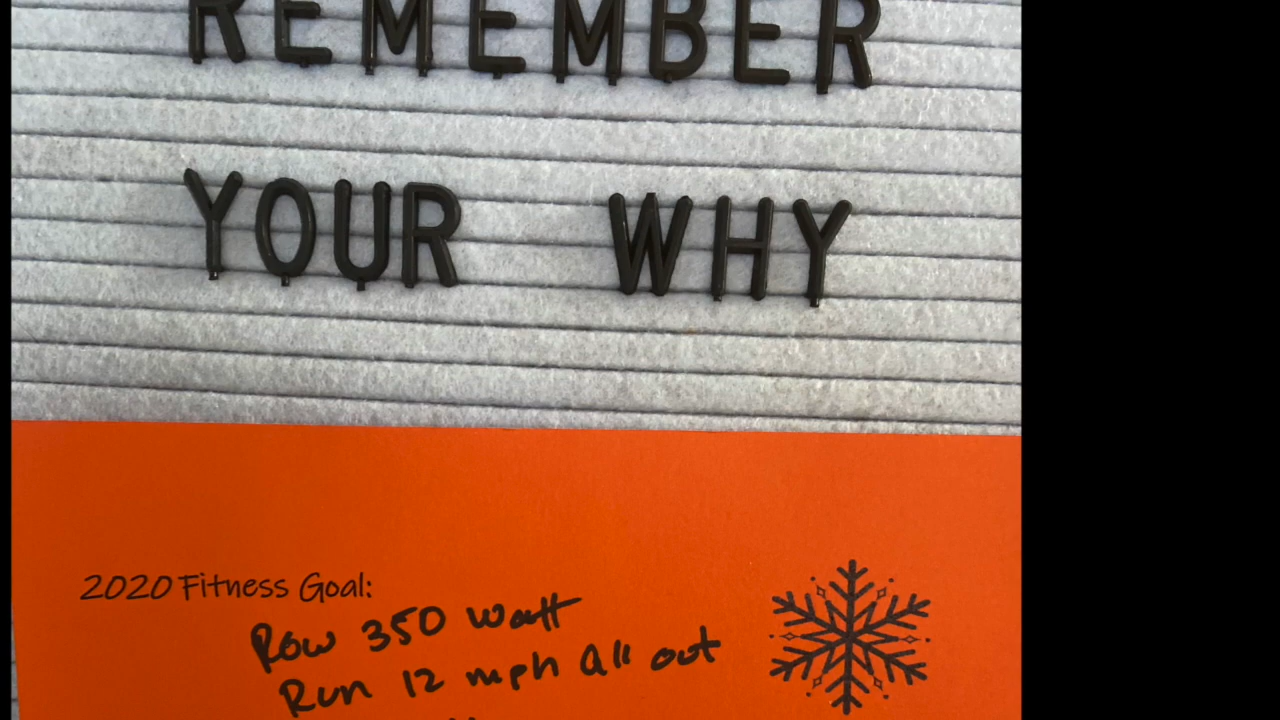 REMEMBER
YOUR WHY
2020 Fitness Goal:
Row 350 watt
Run 12 mph all out